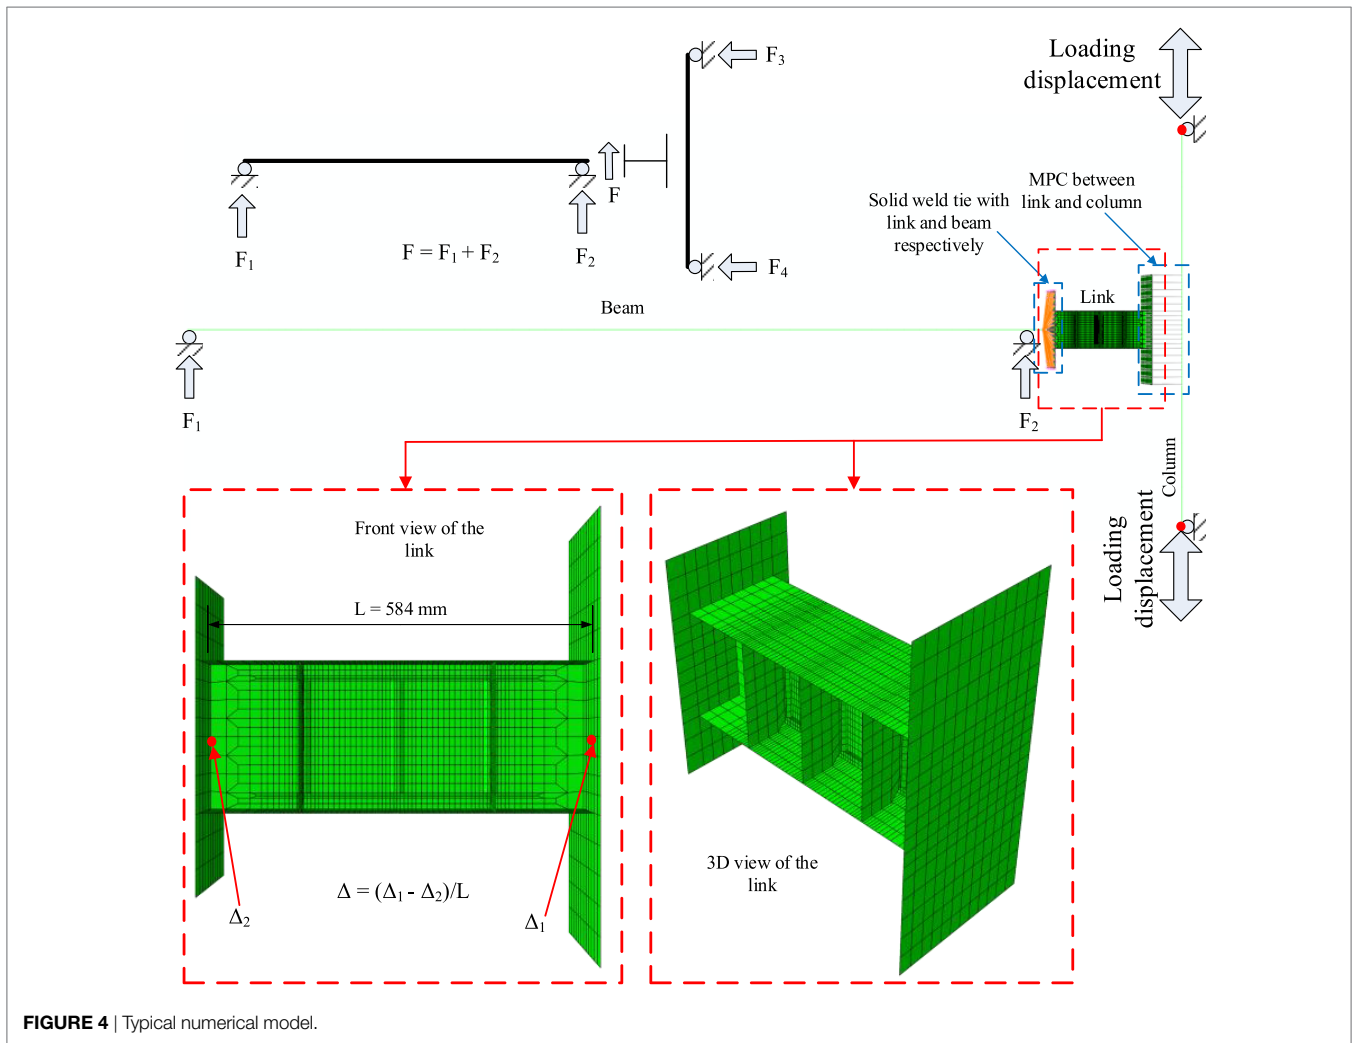 F₃
Loading
displacement
F
F₁
F = F₁ + F₂
F₂
F₄
MPC between
link and column
Solid weld tie with
link and beam
respectively
Link
Beam
F₁
F₂
Column
Loading
displacement
Front view of the
link
L = 584 mm
Δ = (Δ₁ - Δ₂)/L
Δ₂
Δ₁
3D view of the
link
FIGURE 4 | Typical numerical model.